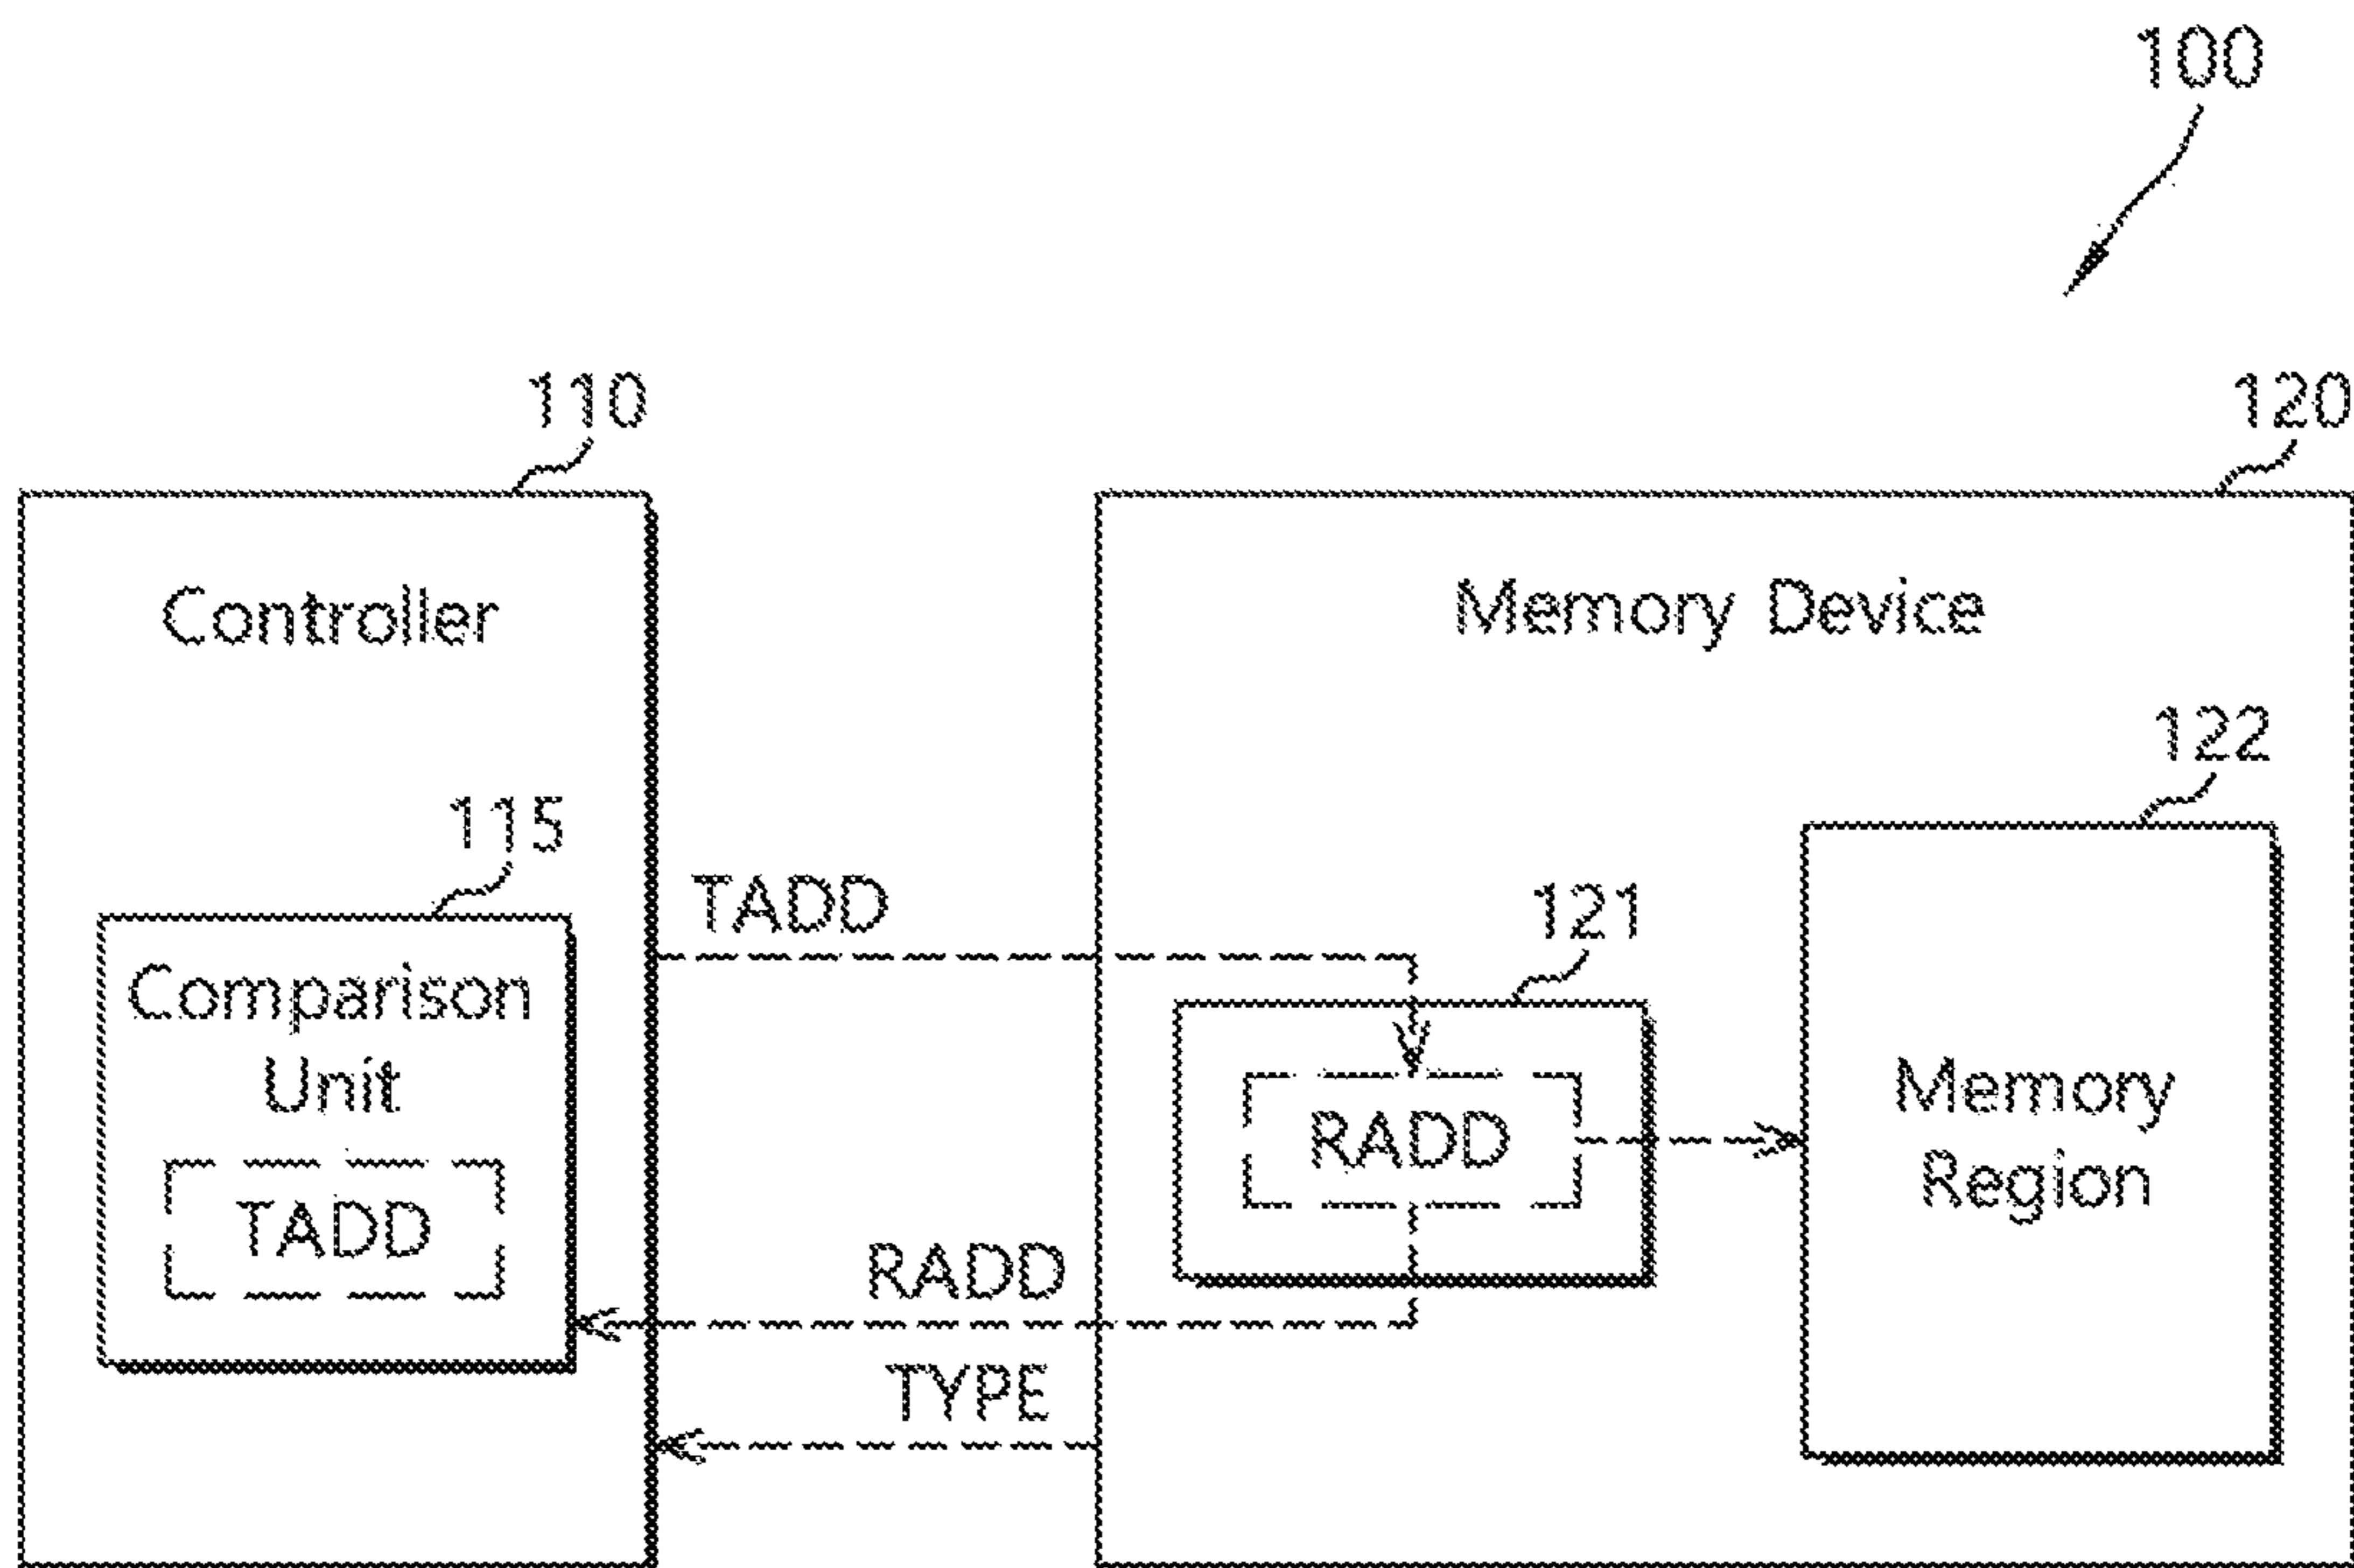 100
110
120
Controller
Memory Device
122
115
TADD
121
Comparison
Unit
TADD
RADD
Memory
Region
RADD
TYPE